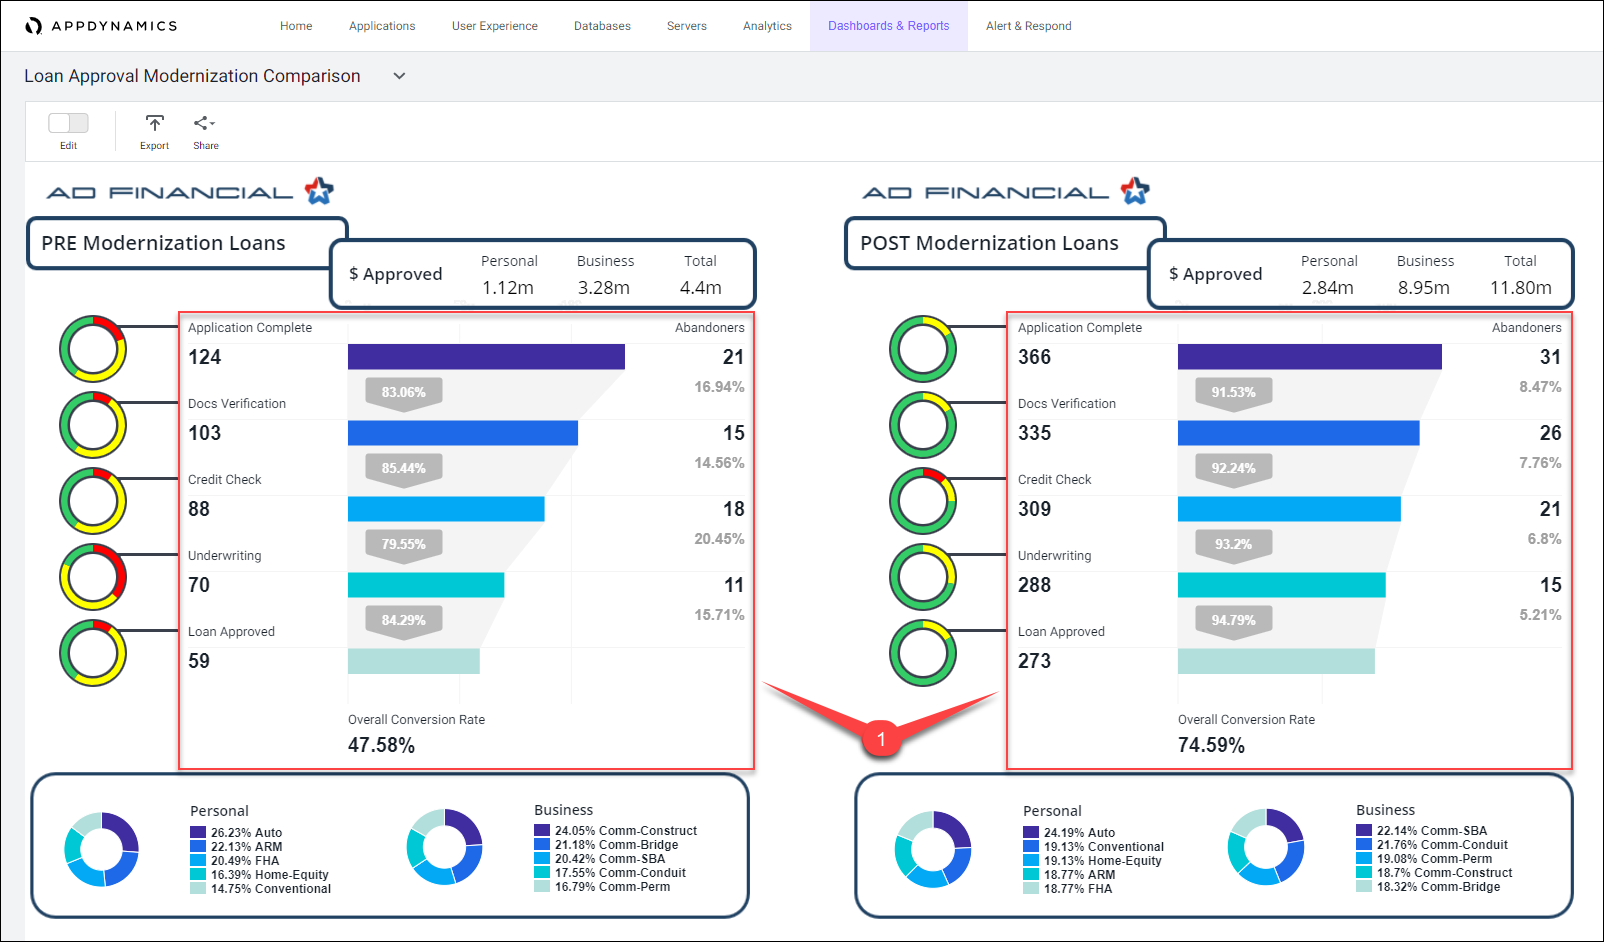 APPDYNAMICS
Home Applications User Experience Databases Servers Analytics Dashboards & Reports Alert & Respond
Loan Approval Modernization Comparison
Edit Export Share
AD FINANCIAL
PRE Modernization Loans
$ Approved
Personal Business Total
1.12m 3.28m 4.4m
Application Complete Abandoners
124 21
83.06% 16.94%
Docs Verification
103 15
85.44% 14.56%
Credit Check
88 18
79.55% 20.45%
Underwriting
70 11
84.29% 15.71%
Loan Approved
59
Overall Conversion Rate
47.58%
Personal
26.23% Auto
22.13% ARM
20.49% FHA
16.39% Home-Equity
14.75% Conventional
Business
24.05% Comm-Construct
21.18% Comm-Bridge
20.42% Comm-SBA
17.55% Comm-Conduit
16.79% Comm-Perm
1
AD FINANCIAL
POST Modernization Loans
$ Approved
Personal Business Total
2.84m 8.95m 11.80m
Application Complete Abandoners
366 31
91.53% 8.47%
Docs Verification
335 26
92.24% 7.76%
Credit Check
309 21
93.2% 6.8%
Underwriting
288 15
94.79% 5.21%
Loan Approved
273
Overall Conversion Rate
74.59%
Personal
24.19% Auto
19.13% Conventional
19.13% Home-Equity
18.77% ARM
18.77% FHA
Business
22.14% Comm-SBA
21.76% Comm-Conduit
19.08% Comm-Perm
18.7% Comm-Construct
18.32% Comm-Bridge